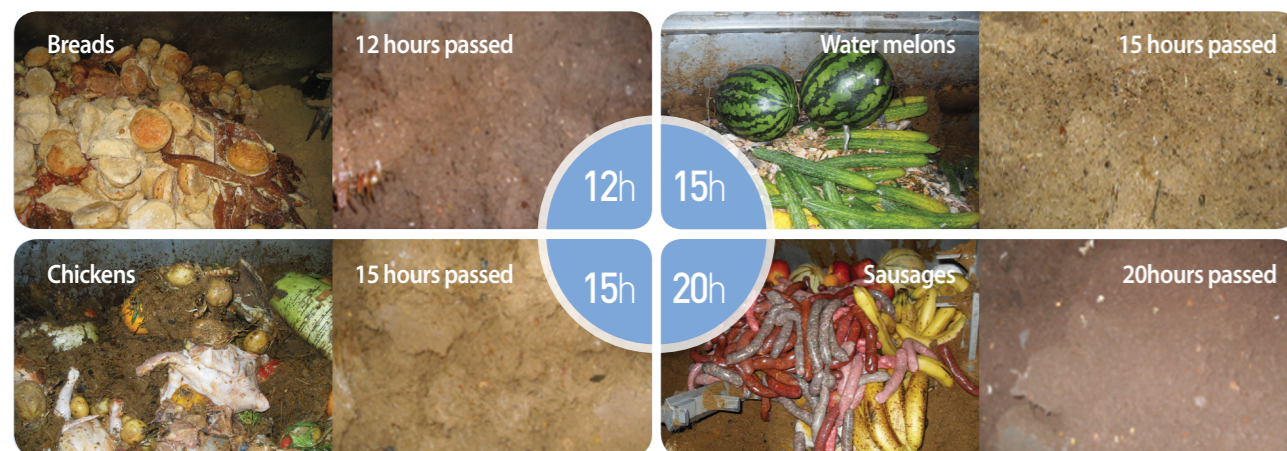 Breads
12 hours passed
Water melons
15 hours passed
12h
15h
Chickens
15 hours passed
15h
20h
Sausages
20hours passed